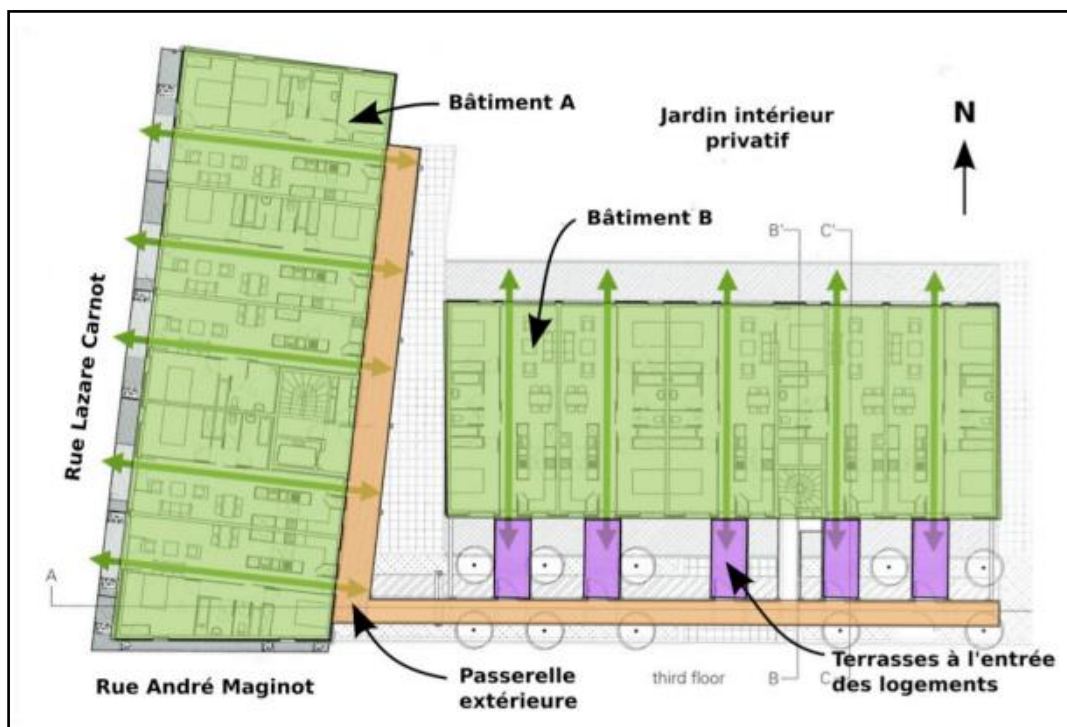 Bâtiment A
Jardin intérieur
privatif
N
Bâtiment B
B'
C'
Rue Lazare Carnot
A
Rue André Maginot
Passerelle
extérieure
third floor
B
C
Terrasses à l'entrée
des logements